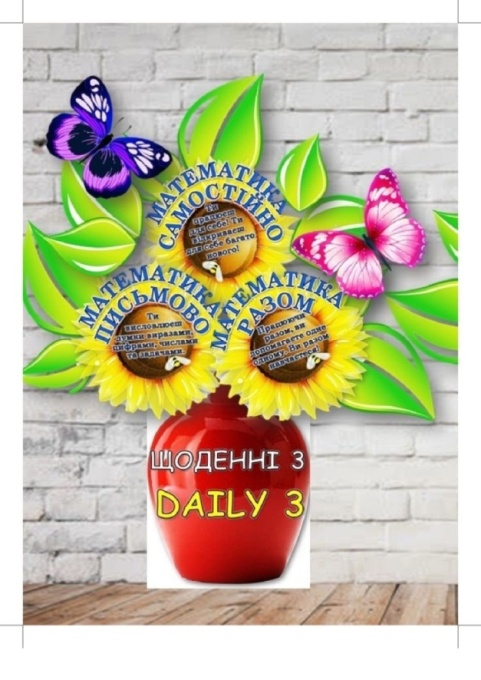 МАТЕМАТИКА
САМОСТІЙНО
Ти
працюєш
для себе! Ти
відкриваєш
для себе багато
нового!
МАТЕМАТИКА
ПИСЬМОВО
Ти
висловлюєш
думки виразами,
цифрами, числами
та задачами.
МАТЕМАТИКА
РАЗОМ
Працюючи
разом, ви
допомагаєте одне
одному. Ви разом
навчаєтесь!
ЩОДЕННІ 3
DAILY 3